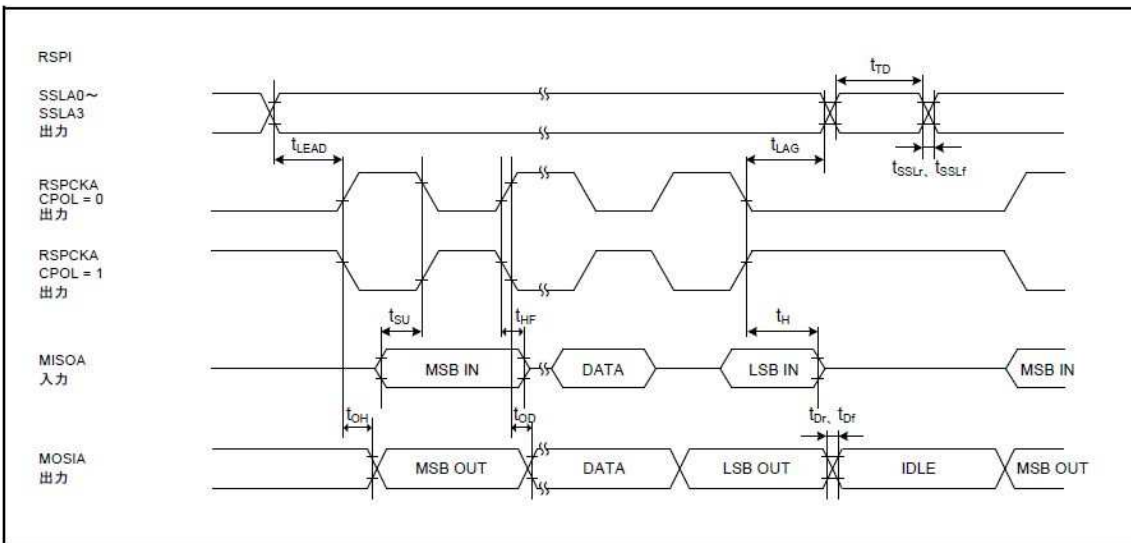 RSPI
SSLA0～
SSLA3
出力
tTD
tLEAD
tLAG
tSSLr、tSSLf
RSPCKA
CPOL = 0
出力
RSPCKA
CPOL = 1
出力
tSU
tHF
tH
MISOA
入力
MSB IN
DATA
LSB IN
MSB IN
tOH
tOD
tDr、tDf
MOSIA
出力
MSB OUT
DATA
LSB OUT
IDLE
MSB OUT